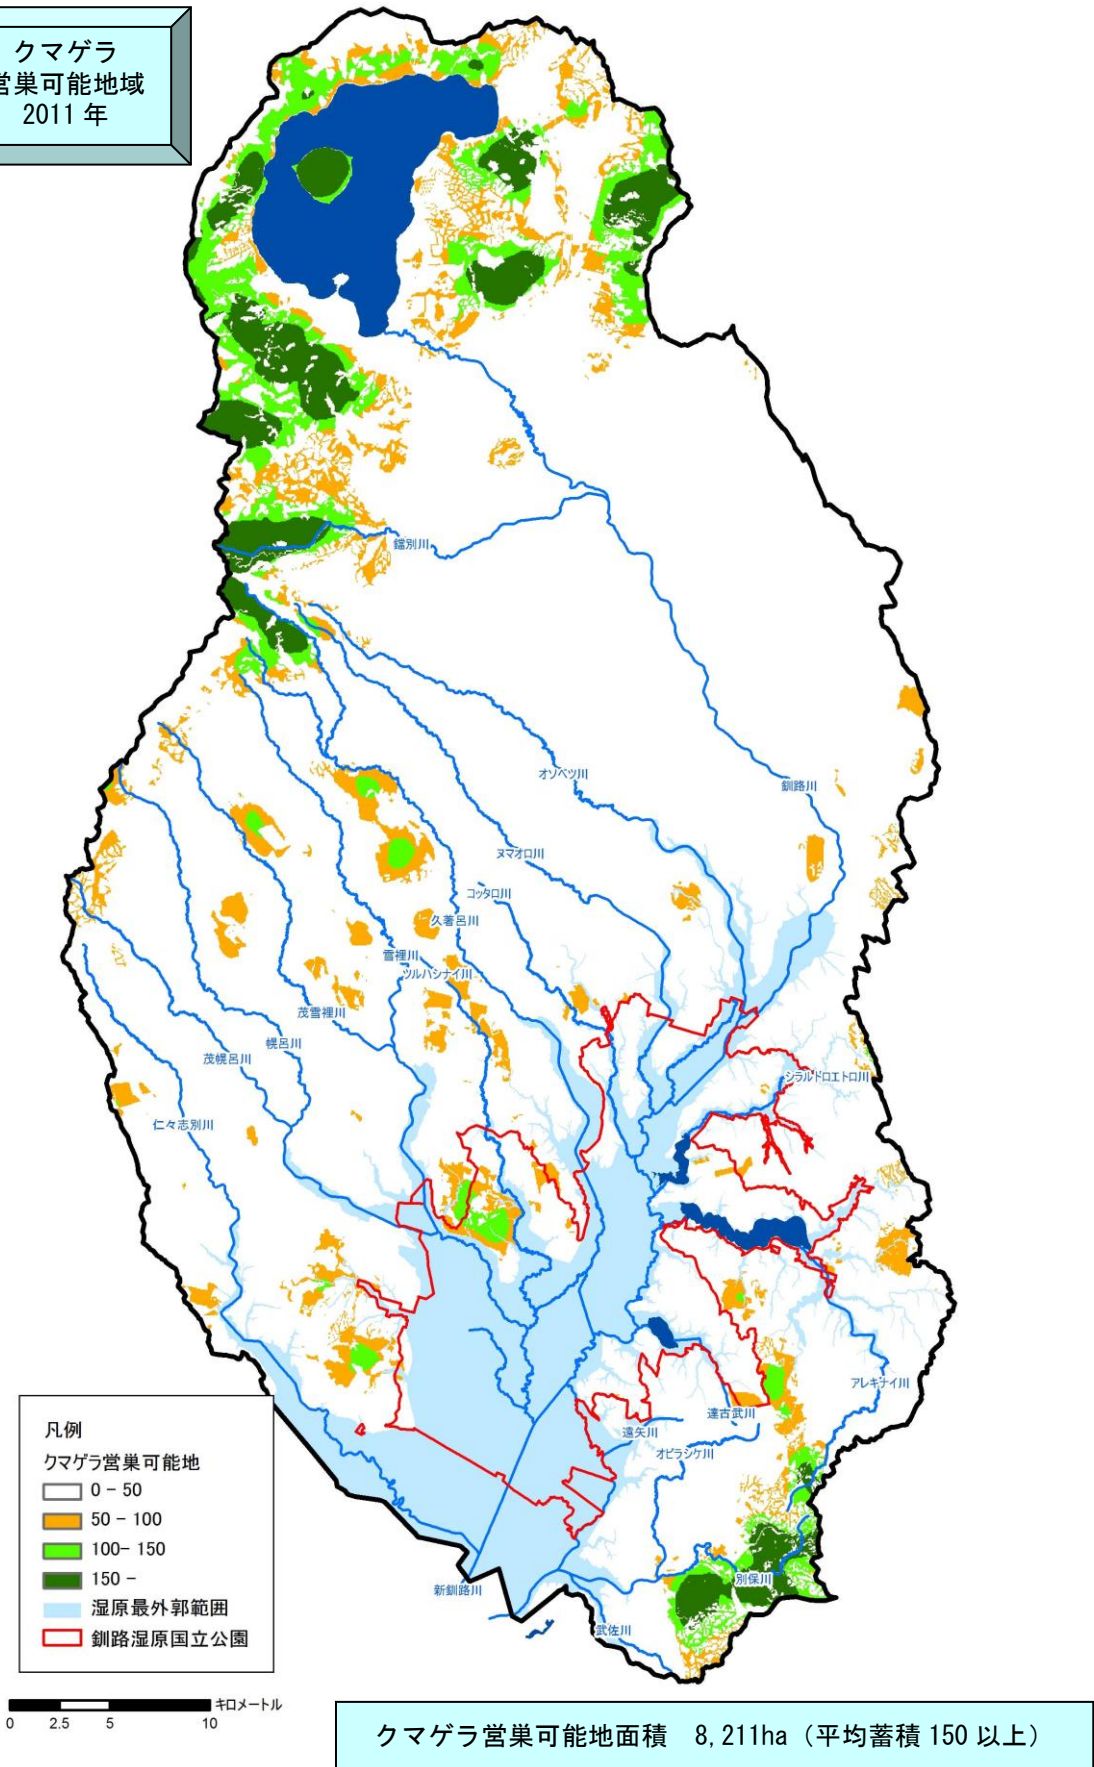 クマゲラ
営巣可能地域
2011 年
鐺別川
オソベツ川
釧路川
ヌマオロ川
コッタロ川
久著呂川
雪裡川
ツルハシナイ川
茂雪裡川
幌呂川
茂幌呂川
シラルトロエトロ川
仁々志別川
アレキナイ川
達古武川
遠矢川
オビラシケ川
別保川
新釧路川
武佐川
凡例
クマゲラ営巣可能地
0 - 50
50 - 100
100- 150
150 -
湿原最外郭範囲
釧路湿原国立公園
キロメートル
0 2.5 5 10
クマゲラ営巣可能地面積 8,211ha（平均蓄積 150 以上）